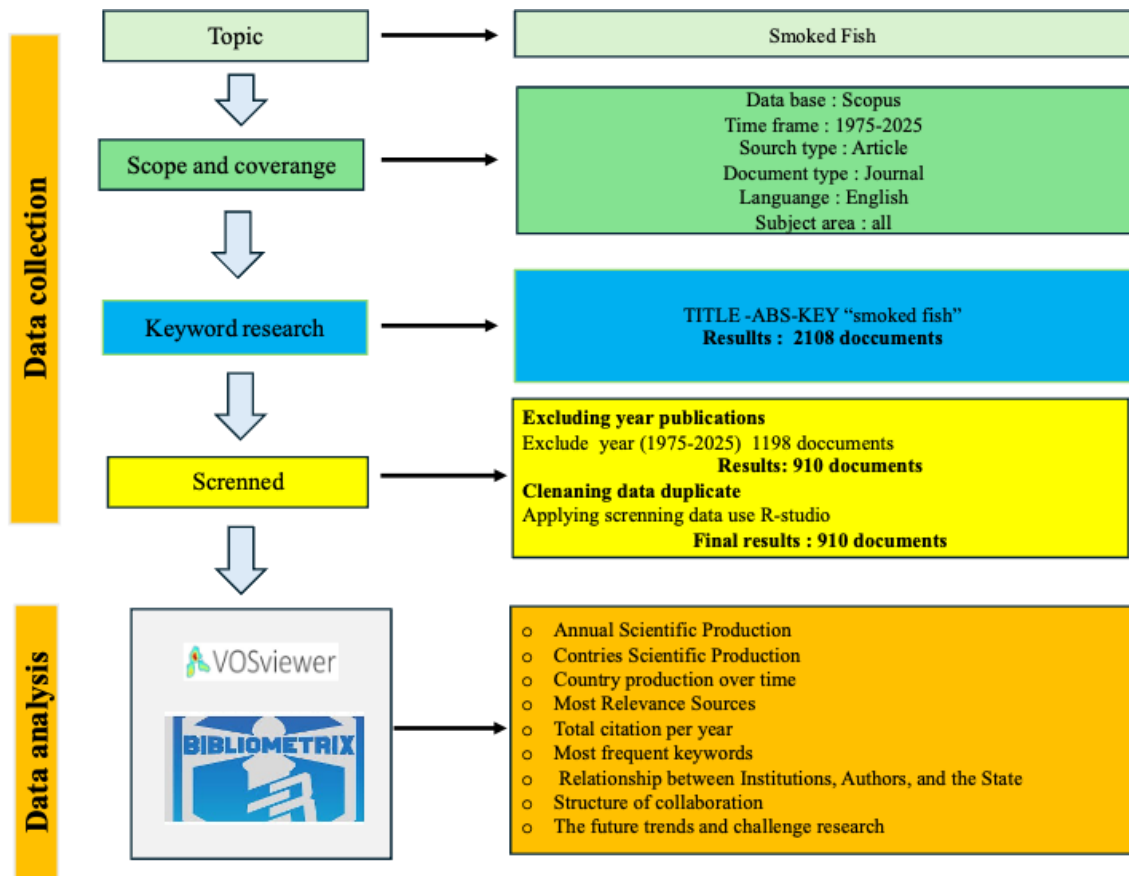 Data collection
Topic
Smoked Fish
Scope and coverange
Data base : Scopus
Time frame : 1975-2025
Sourch type : Article
Document type : Journal
Languange : English
Subject area : all
Keyword research
TITLE -ABS-KEY “smoked fish”
Resullts : 2108 doccuments
Screnned
Excluding year publications
Exclude year (1975-2025) 1198 doccuments
Results: 910 documents
Clenaning data duplicate
Applying screnning data use R-studio
Final results : 910 documents
Data analysis
VOSviewer
BIBLIOMETRIX
o Annual Scientific Production
o Contries Scientific Production
o Country production over time
o Most Relevance Sources
o Total citation per year
o Most frequent keywords
o Relationship between Institutions, Authors, and the State
o Structure of collaboration
o The future trends and challenge research